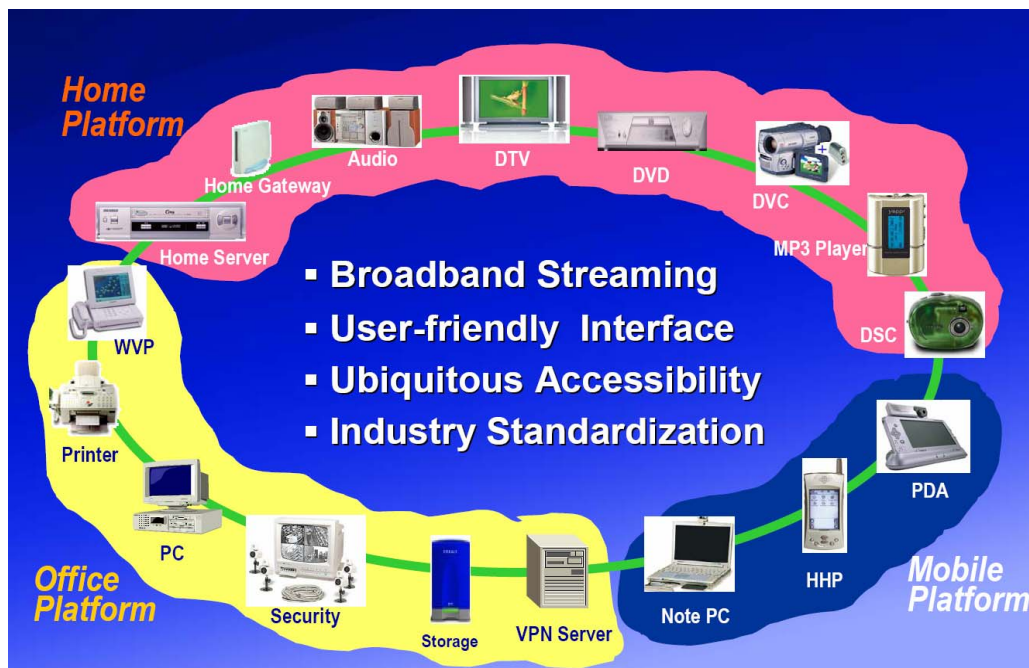 Home
Platform
Home Server
Home Gateway
Audio
DTV
DVD
DVC
MP3 Player
DSC
▪ Broadband Streaming
▪ User-friendly Interface
▪ Ubiquitous Accessibility
▪ Industry Standardization
WVP
Printer
PC
Security
Storage
VPN Server
Office
Platform
Note PC
HHP
PDA
Mobile
Platform